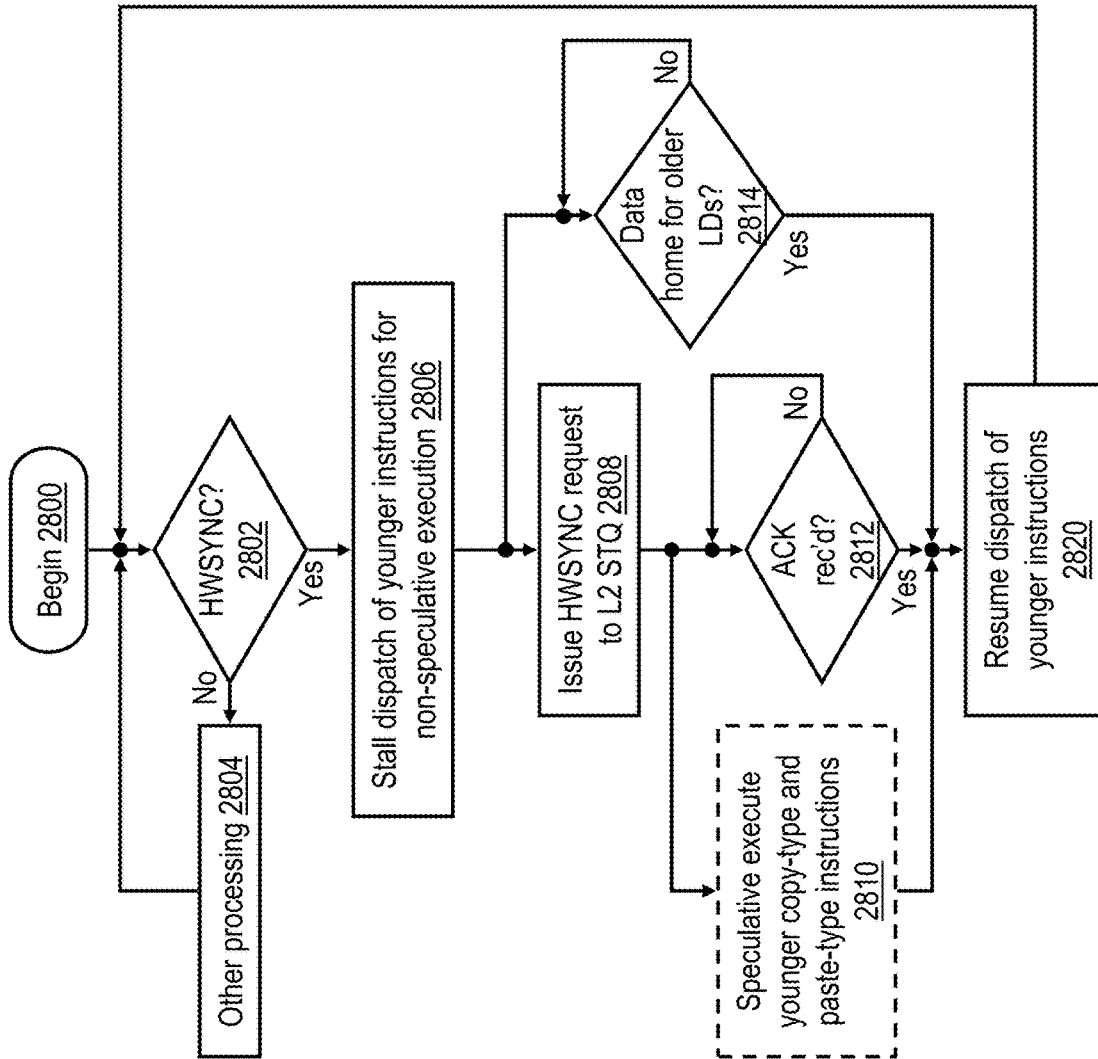 Begin 2800
HWSYNC?
2802
No
Yes
Other processing 2804
Stall dispatch of younger instructions for
non-speculative execution 2806
Issue HWSYNC request
to L2 STQ 2808
Data
home for older
LDs?
2814
No
Yes
Speculative execute
younger copy-type and
paste-type instructions
2810
ACK
rec'd?
2812
No
Yes
Resume dispatch of
younger instructions
2820